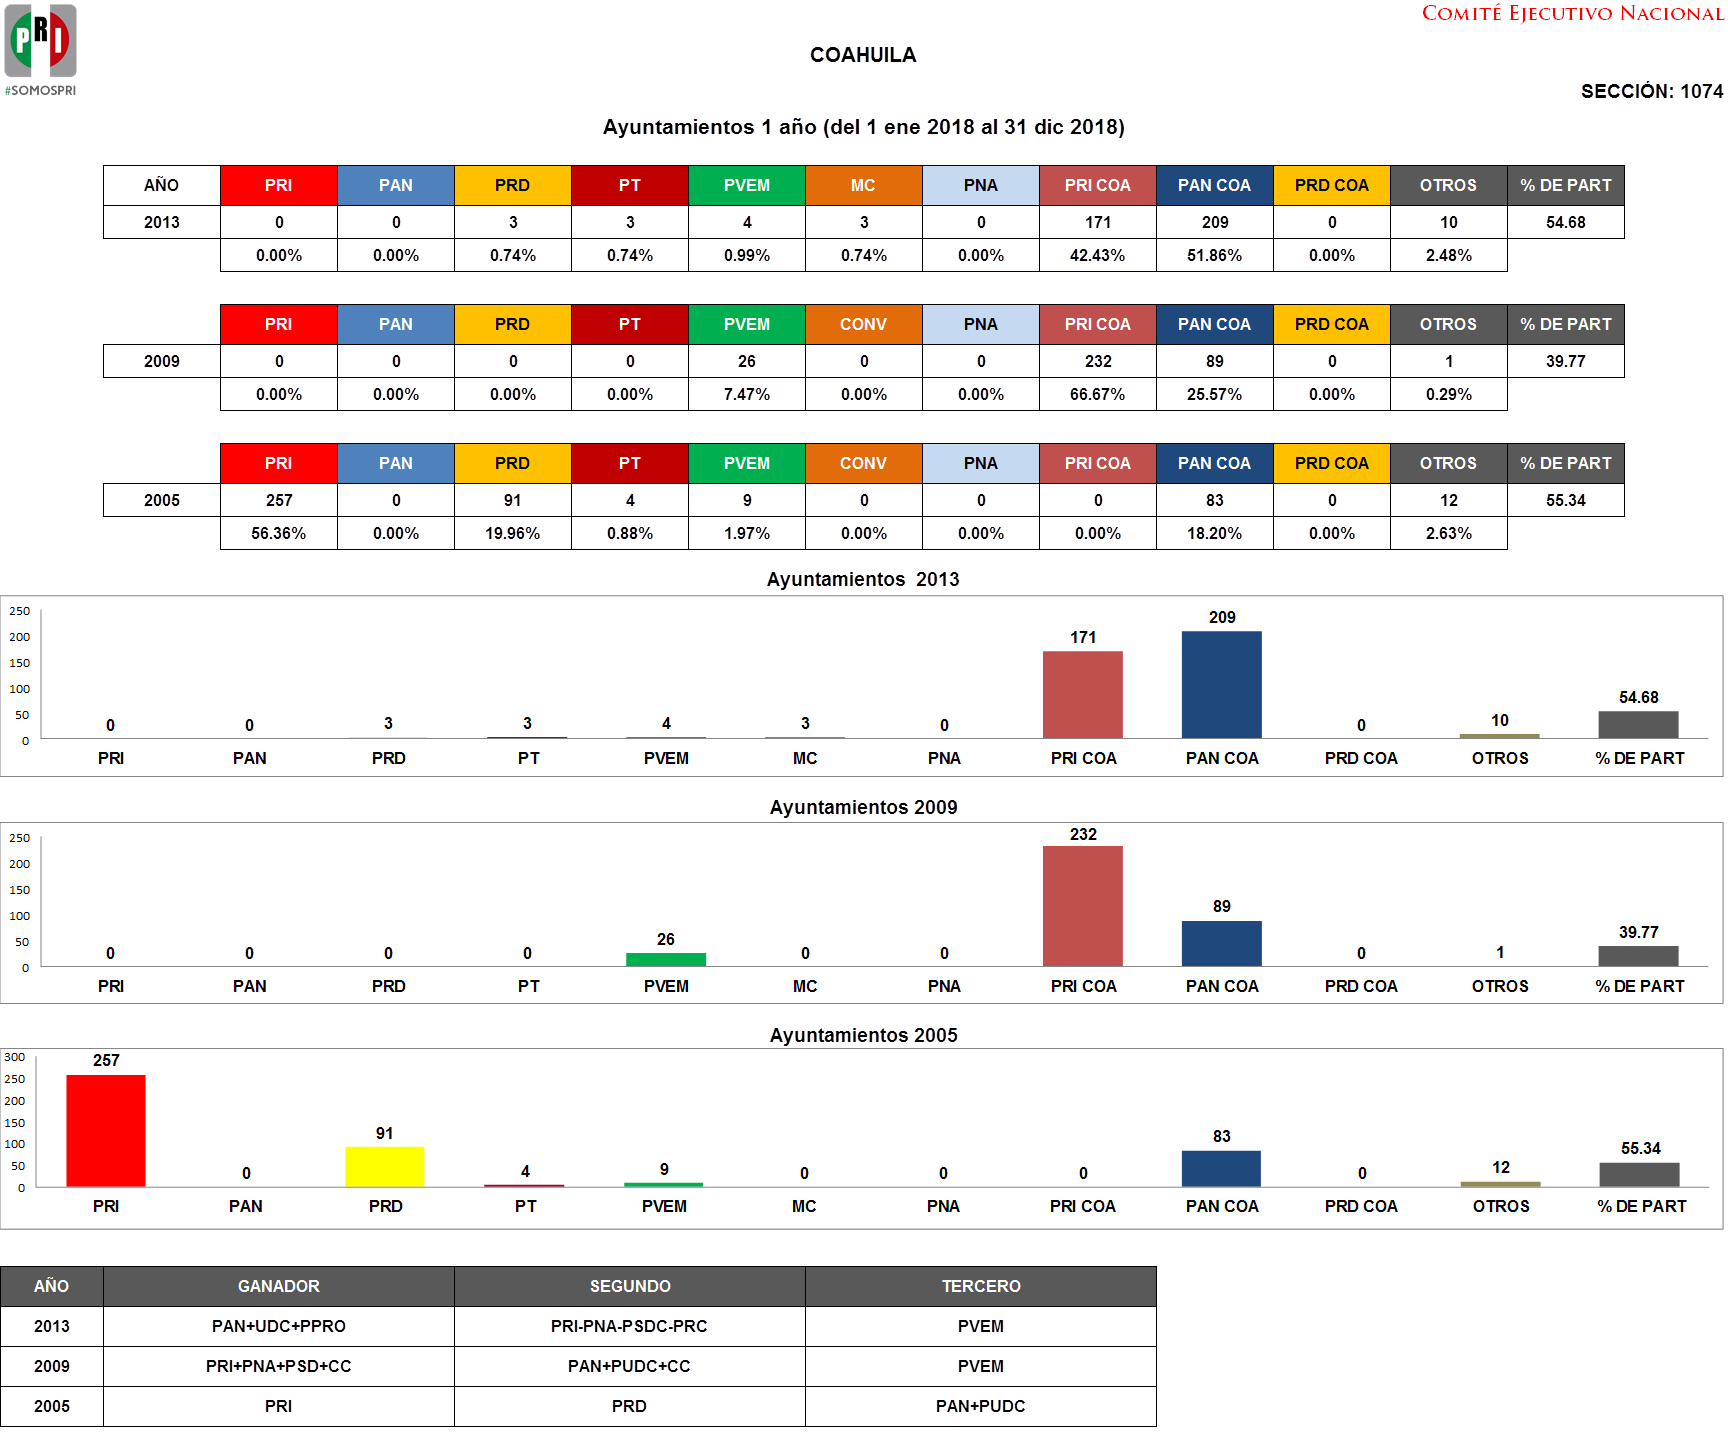 PRI
#SOMOSPRI
COMITÉ EJECUTIVO NACIONAL
COAHUILA
SECCIÓN: 1074
Ayuntamientos 1 año (del 1 ene 2018 al 31 dic 2018)
AÑO PRI PAN PRD PT PVEM MC PNA PRI COA PAN COA PRD COA OTROS % DE PART
2013 0 0 3 3 4 3 0 171 209 0 10 54.68
0.00% 0.00% 0.74% 0.74% 0.99% 0.74% 0.00% 42.43% 51.86% 0.00% 2.48%
PRI PAN PRD PT PVEM CONV PNA PRI COA PAN COA PRD COA OTROS % DE PART
2009 0 0 0 0 26 0 0 232 89 0 1 39.77
0.00% 0.00% 0.00% 0.00% 7.47% 0.00% 0.00% 66.67% 25.57% 0.00% 0.29%
PRI PAN PRD PT PVEM CONV PNA PRI COA PAN COA PRD COA OTROS % DE PART
2005 257 0 91 4 9 0 0 0 83 0 12 55.34
56.36% 0.00% 19.96% 0.88% 1.97% 0.00% 0.00% 0.00% 18.20% 0.00% 2.63%
Ayuntamientos 2013
250
200
150
100
50
0
0 0 3 3 4 3 0 171 209 0 10 54.68
PRI PAN PRD PT PVEM MC PNA PRI COA PAN COA PRD COA OTROS % DE PART
Ayuntamientos 2009
250
200
150
100
50
0
0 0 0 0 26 0 0 232 89 0 1 39.77
PRI PAN PRD PT PVEM MC PNA PRI COA PAN COA PRD COA OTROS % DE PART
Ayuntamientos 2005
300
250
200
150
100
50
0
257 0 91 4 9 0 0 0 83 0 12 55.34
PRI PAN PRD PT PVEM MC PNA PRI COA PAN COA PRD COA OTROS % DE PART
AÑO GANADOR SEGUNDO TERCERO
2013 PAN+UDC+PPRO PRI-PNA-PSDC-PRC PVEM
2009 PRI+PNA+PSD+CC PAN+PUDC+CC PVEM
2005 PRI PRD PAN+PUDC